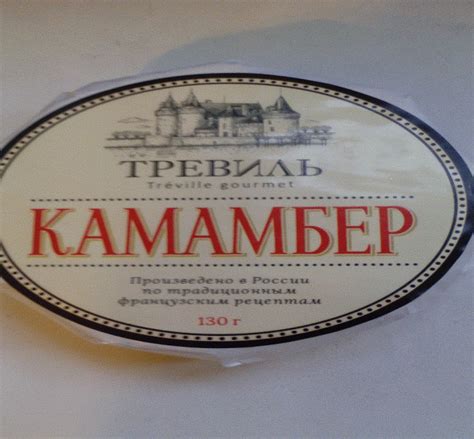 ТРЕВИЛЬ
Tréville gourmet
КАМАМБЕР
Произведено в России
по традиционным
французским рецептам
130 г